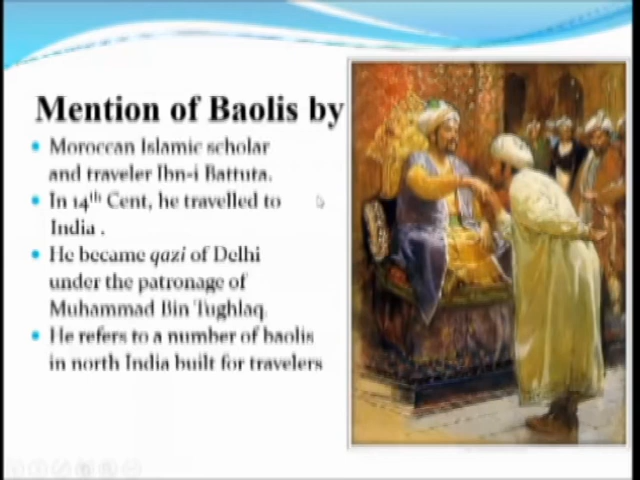 Mention of Baolis by
• Moroccan Islamic scholar
and traveler Ibn-i Battuta.
• In 14th Cent, he travelled to
India .
• He became qazi of Delhi
under the patronage of
Muhammad Bin Tughlaq.
• He refers to a number of baolis
in north India built for travelers